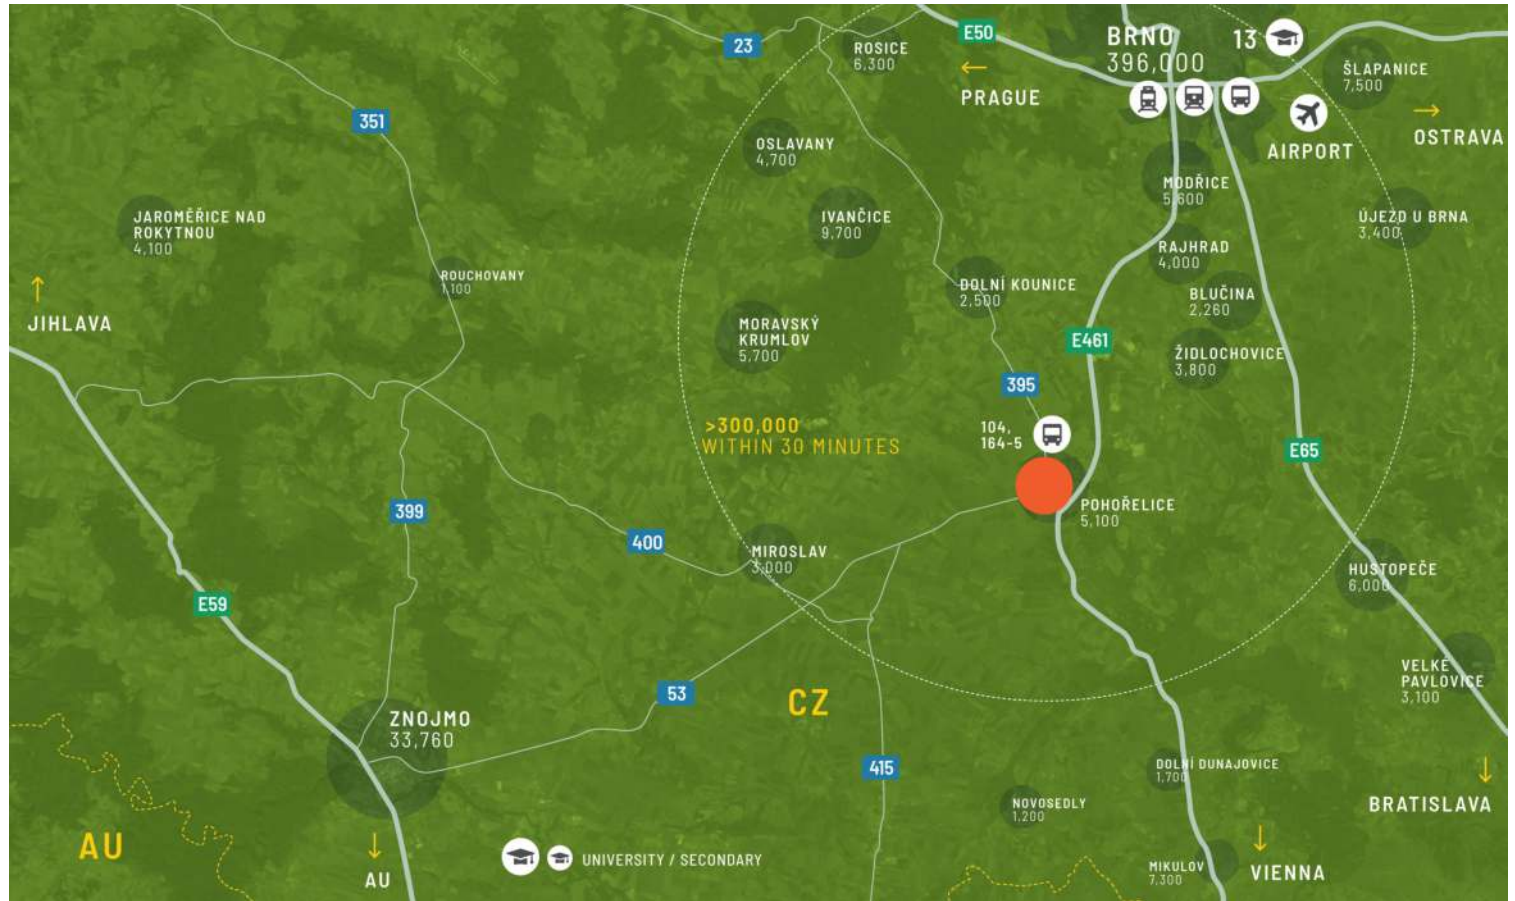 23
E50
ROSICE
6,300
BRNO
396,000
13
ŠLAPANICE
7,500
←
PRAGUE
→
OSTRAVA
AIRPORT
351
OSLAVANY
4,700
MODŘICE
5,600
JAROMĚŘICE NAD
ROKYTNOU
4,100
IVANČICE
9,700
ÚJEZD U BRNA
3,400
RAJHRAD
4,000
ROUCHOVANY
1,100
DOLNÍ KOUNICE
2,500
BLUČINA
2,260
↑
JIHLAVA
MORAVSKÝ
KRUMLOV
5,700
E461
ŽIDLOCHOVICE
3,800
395
>300,000
WITHIN 30 MINUTES
104,
164-5
E65
399
POHOŘELICE
5,100
400
MIROSLAV
3,000
HUSTOPEČE
6,000
E59
53
CZ
VELKÉ
PAVLOVICE
3,100
ZNOJMO
33,760
415
DOLNÍ DUNAJOVICE
1,700
↓
BRATISLAVA
NOVOSEDLY
1,200
AU
↓
AU
UNIVERSITY / SECONDARY
MIKULOV
7,300
↓
VIENNA